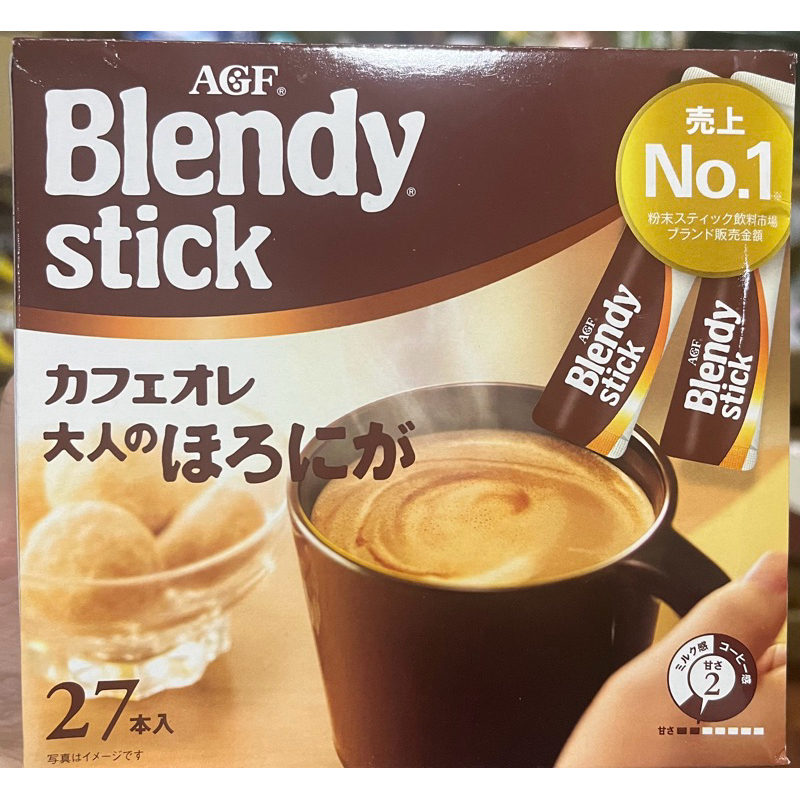 AGF®
Blendy®
stick
売上
No.1※
粉末スティック飲料市場
ブランド販売金額
AGF
Blendy
stick
AGF
Blendy
stick
カフェオレ
大人のほろにが
ミルク感 コーヒー感
甘さ
2
甘さ
27本入
写真はイメージです